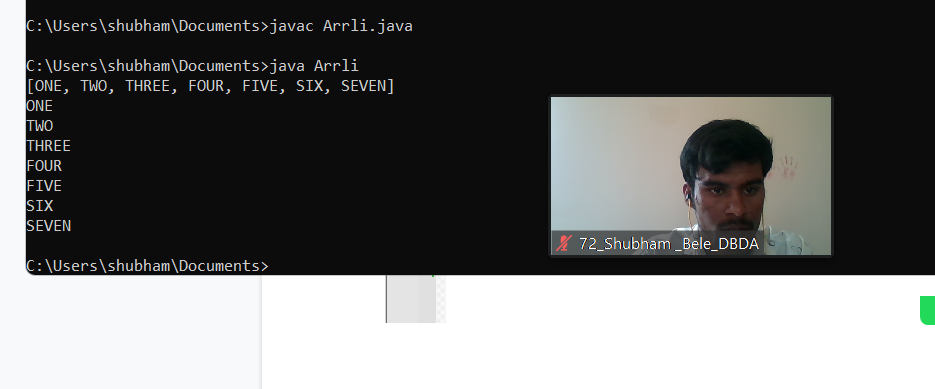 C:\Users\shubham\Documents>javac Arrli.java
C:\Users\shubham\Documents>java Arrli
[ONE, TWO, THREE, FOUR, FIVE, SIX, SEVEN]
ONE
TWO
THREE
FOUR
FIVE
SIX
SEVEN
C:\Users\shubham\Documents>
72_Shubham _Bele_DBDA